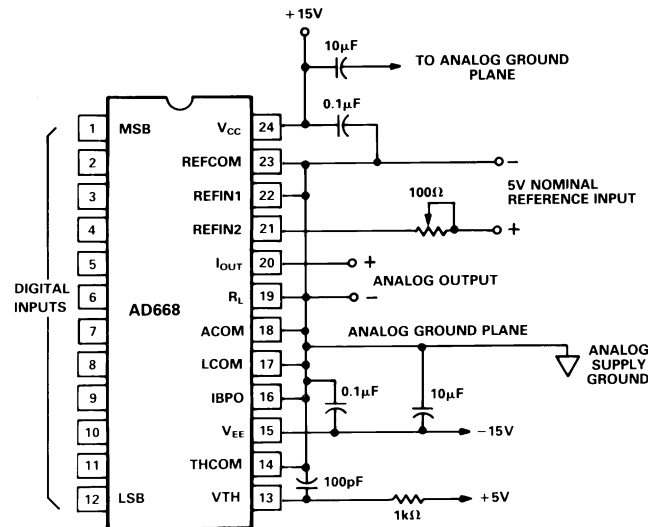 +15V
10μF
TO ANALOG GROUND
PLANE
0.1μF
1 MSB VCC 24
2 REFCOM 23
–
3 REFIN1 22
100Ω
5V NOMINAL
REFERENCE INPUT
4 REFIN2 21
+
5 IOUT 20
+
ANALOG OUTPUT
DIGITAL
INPUTS
6 RL 19
–
AD668
7 ACOM 18
ANALOG GROUND PLANE
8 LCOM 17
ANALOG
SUPPLY
GROUND
9 IBPO 16
0.1μF
10μF
10 VEE 15
–15V
11 THCOM 14
100pF
12 LSB VTH 13
+5V
1kΩ